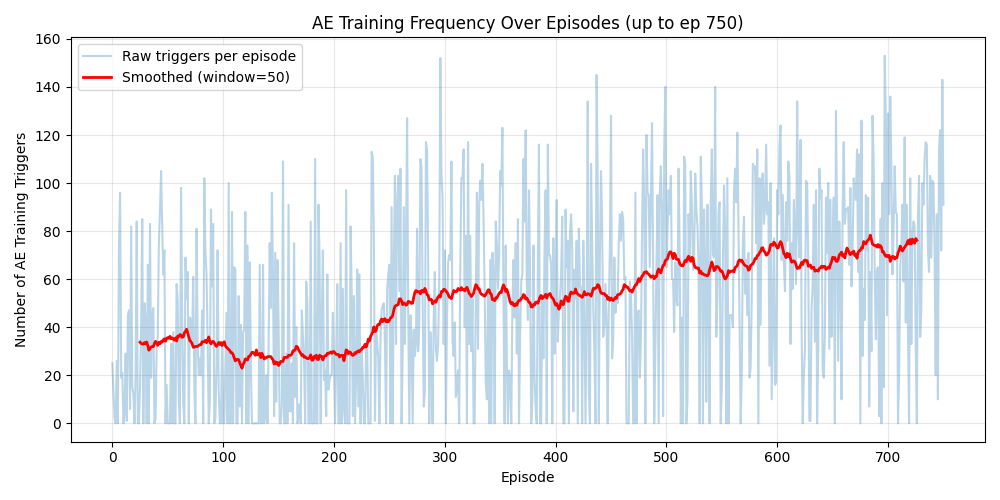 AE Training Frequency Over Episodes (up to ep 750)
Raw triggers per episode
Smoothed (window=50)
Number of AE Training Triggers
160
140
120
100
80
60
40
20
0
0 100 200 300 400 500 600 700
Episode